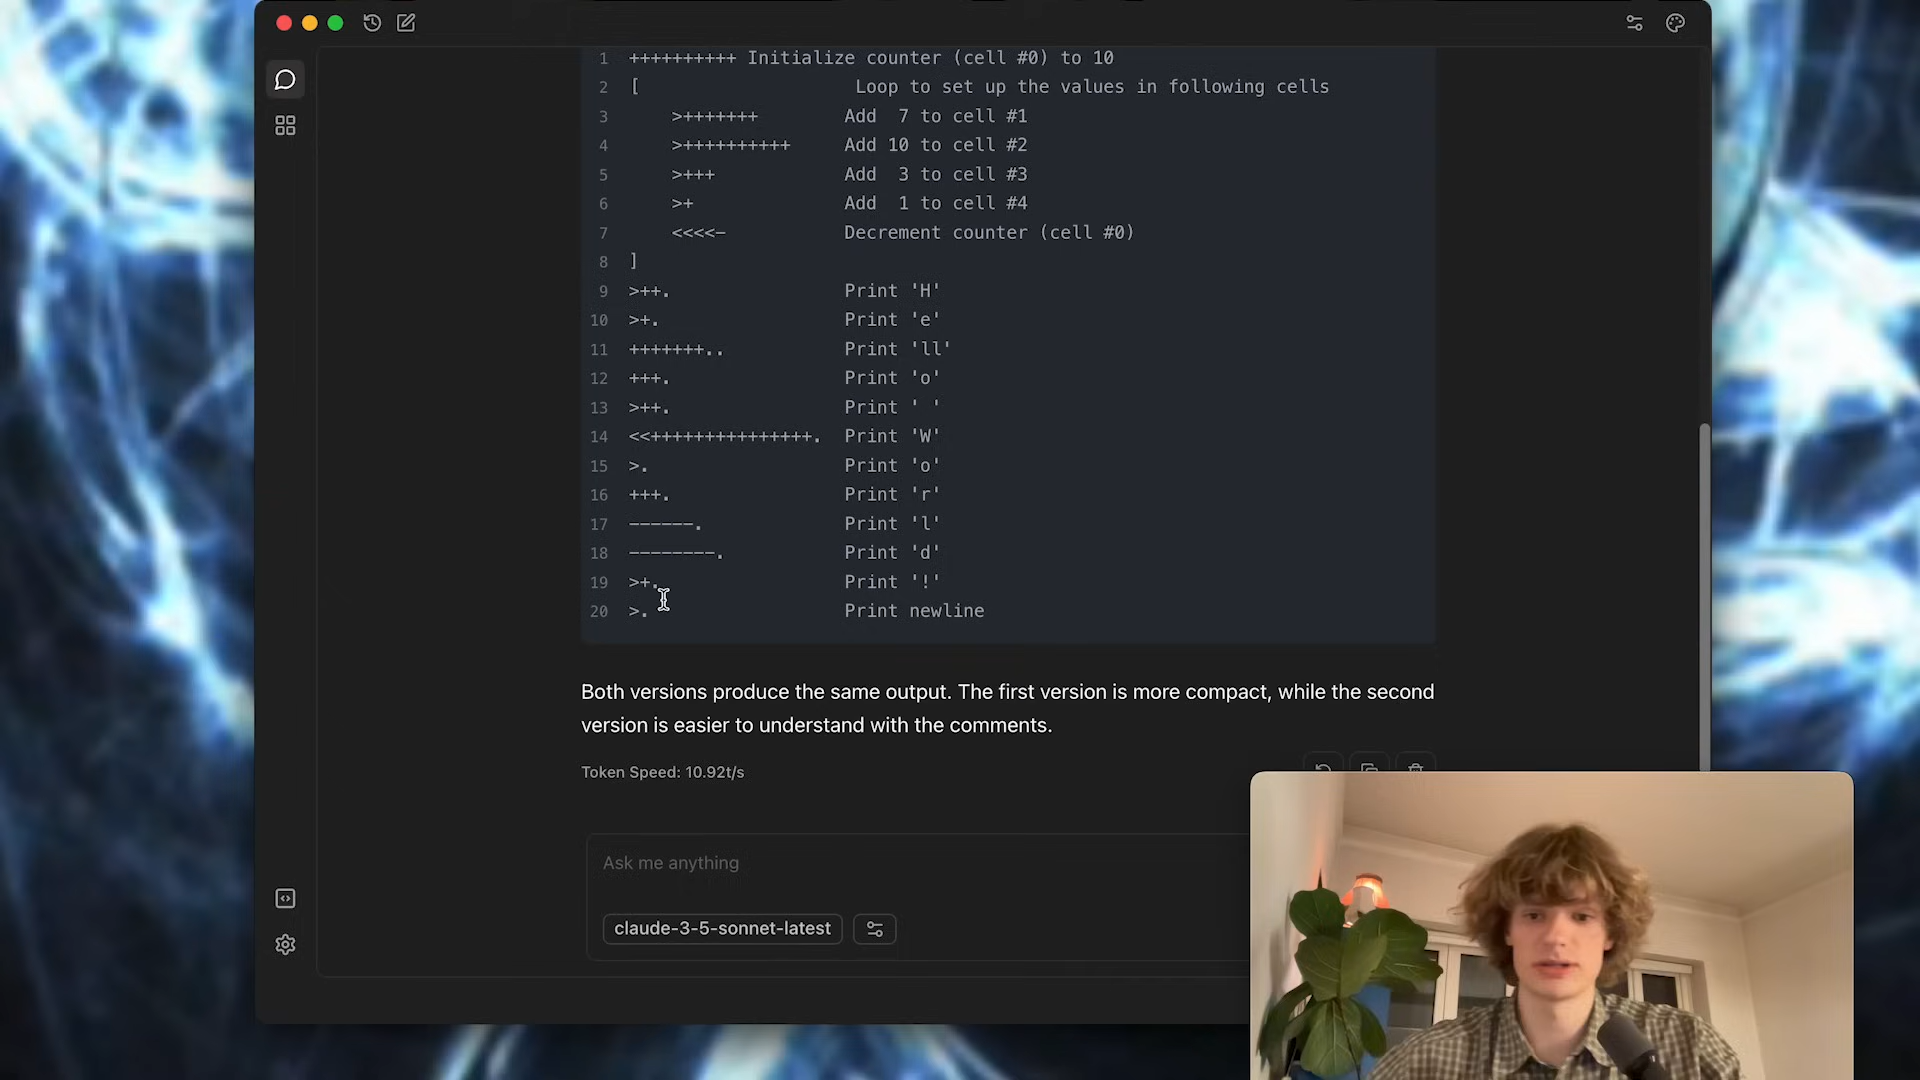 1 ++++++++++ Initialize counter (cell #0) to 10
2 [ Loop to set up the values in following cells
3 >+++++++ Add 7 to cell #1
4 >++++++++++ Add 10 to cell #2
5 >+++ Add 3 to cell #3
6 >+ Add 1 to cell #4
7 <<<<- Decrement counter (cell #0)
8 ]
9 >++. Print 'H'
10 >+. Print 'e'
11 +++++++.. Print 'll'
12 +++. Print 'o'
13 >++. Print ' '
14 <<+++++++++++++++. Print 'W'
15 >. Print 'o'
16 +++. Print 'r'
17 ------. Print 'l'
18 --------. Print 'd'
19 >+. Print '!'
20 >. Print newline
Both versions produce the same output. The first version is more compact, while the second
version is easier to understand with the comments.
Token Speed: 10.92t/s
Ask me anything
claude-3-5-sonnet-latest